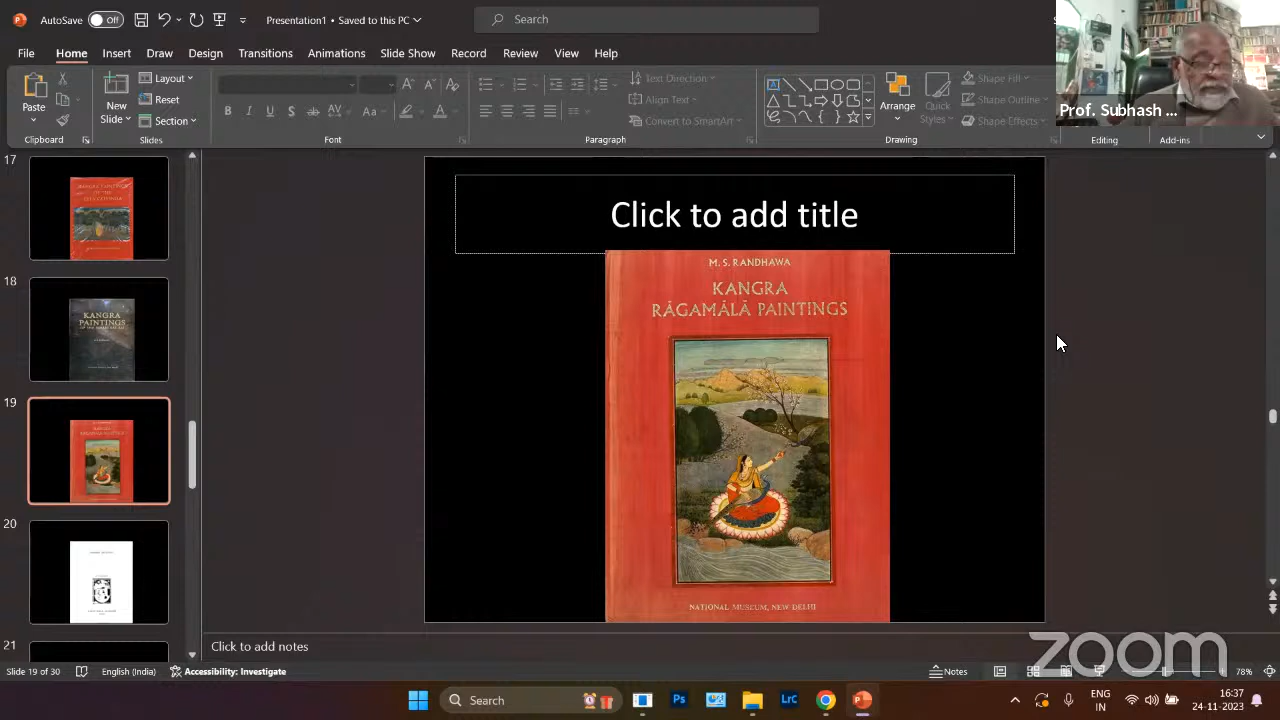 AutoSave Off Presentation1 • Saved to this PC Search
File Home Insert Draw Design Transitions Animations Slide Show Record Review View Help
Paste
New Slide
Layout
Reset
Section
Text Direction
Align Text
Convert to SmartArt
Arrange
Quick Styles
Shape Fill
Shape Outline
Shape Effects
Clipboard Slides Font Paragraph Drawing Editing Add-ins
Prof. Subhash ...
17
18
KANGRA
PAINTINGS
19
20
21
Click to add title
M. S. RANDHAWA
KANGRA
RĀGAMĀLĀ PAINTINGS
NATIONAL MUSEUM, NEW DELHI
Click to add notes
zoom
Slide 19 of 30 English (India) Accessibility: Investigate Notes 78%
Search Ps LrC ENG IN 16:37 24-11-2023